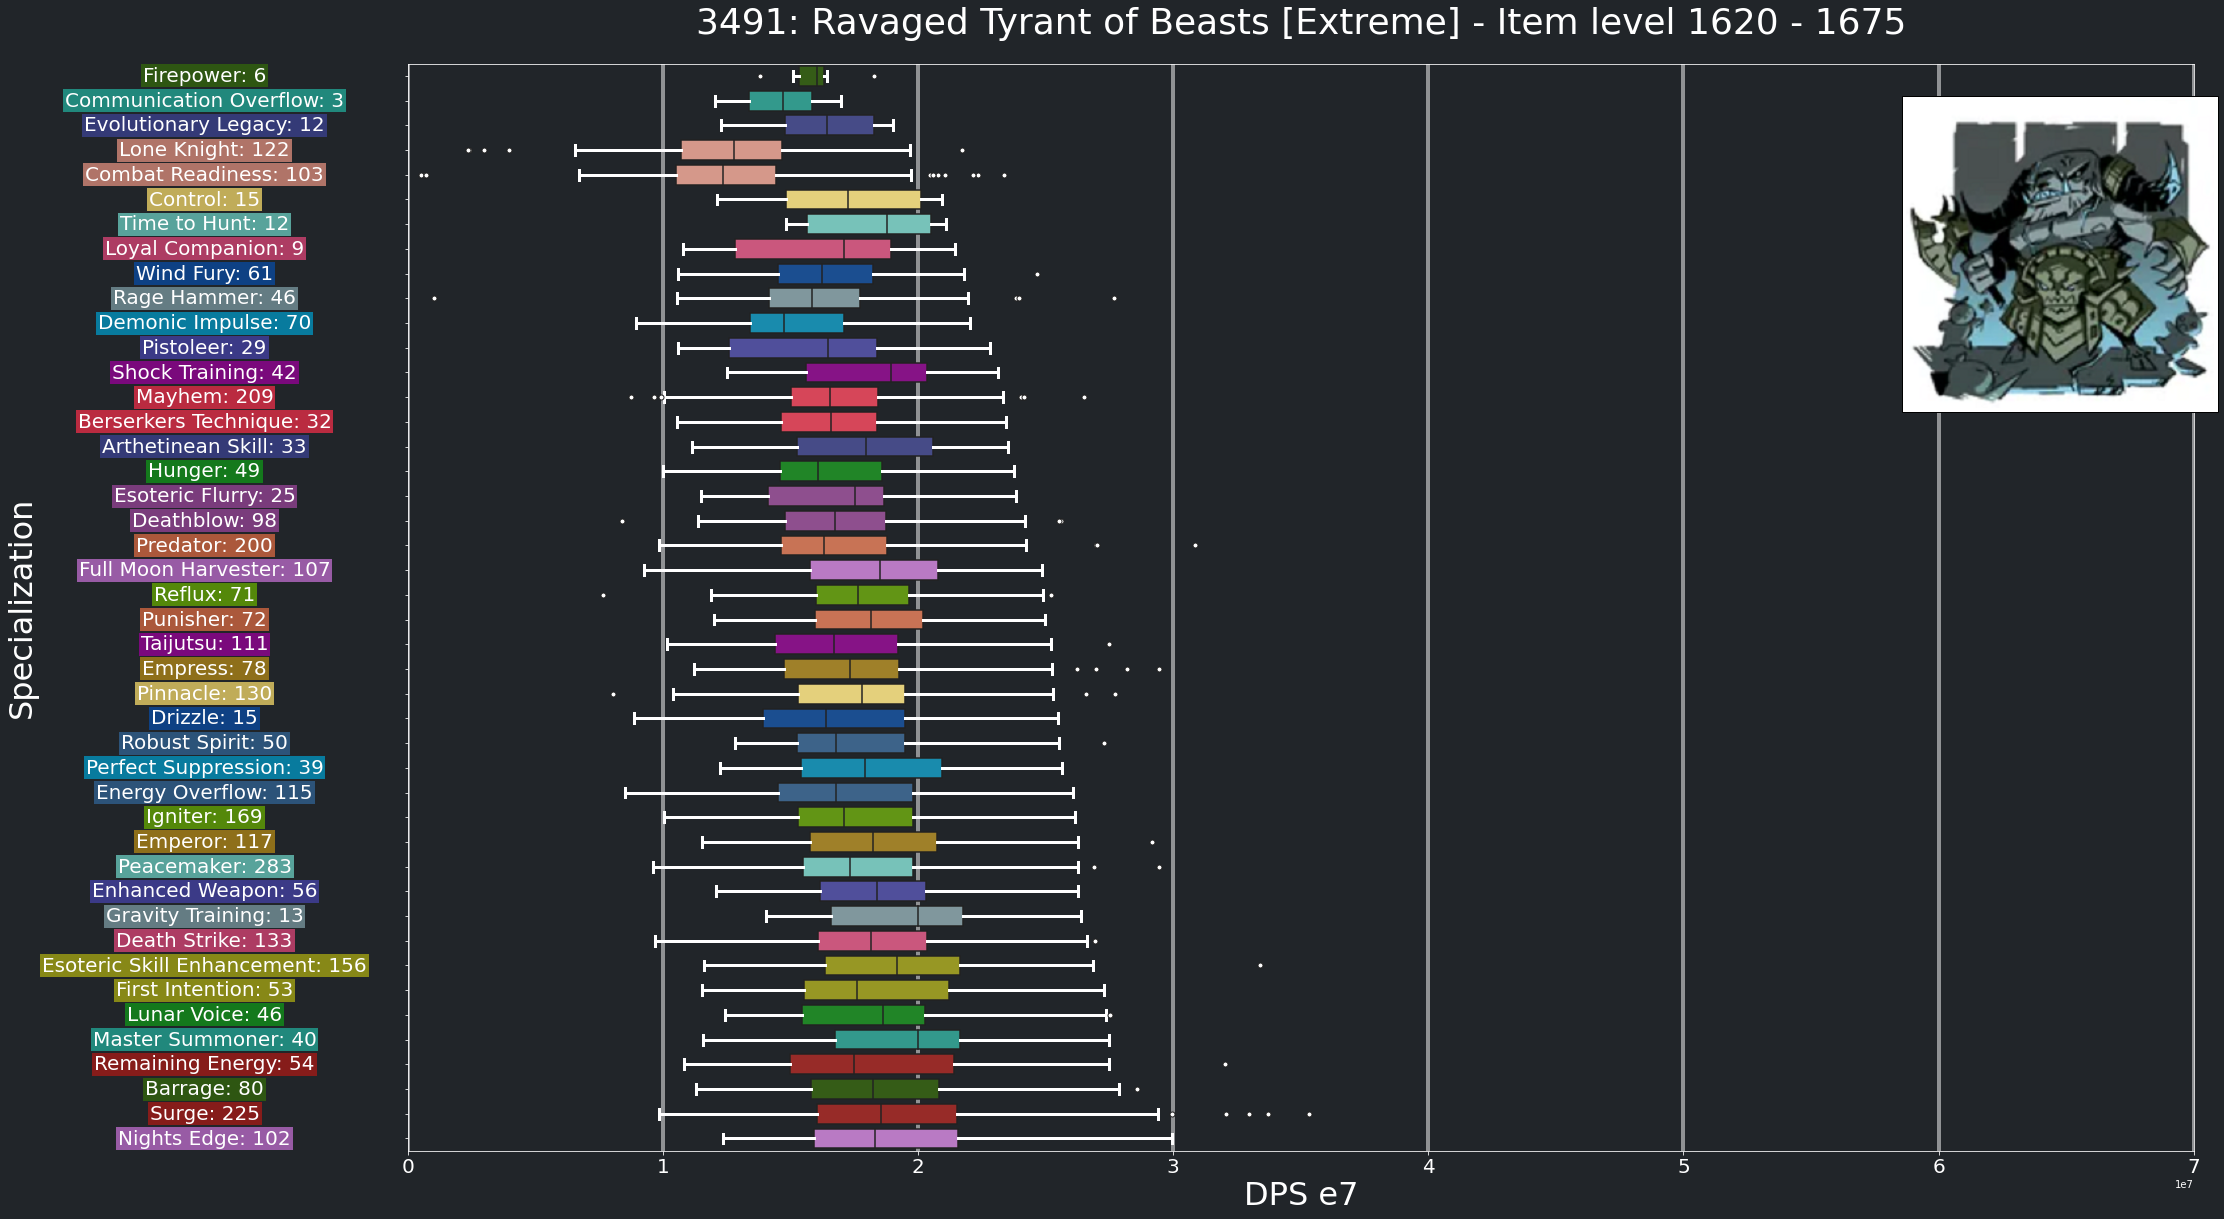 3491: Ravaged Tyrant of Beasts [Extreme] - Item level 1620 - 1675
Specialization
Firepower: 6
Communication Overflow: 3
Evolutionary Legacy: 12
Lone Knight: 122
Combat Readiness: 103
Control: 15
Time to Hunt: 12
Loyal Companion: 9
Wind Fury: 61
Rage Hammer: 46
Demonic Impulse: 70
Pistoleer: 29
Shock Training: 42
Mayhem: 209
Berserkers Technique: 32
Arthetinean Skill: 33
Hunger: 49
Esoteric Flurry: 25
Deathblow: 98
Predator: 200
Full Moon Harvester: 107
Reflux: 71
Punisher: 72
Taijutsu: 111
Empress: 78
Pinnacle: 130
Drizzle: 15
Robust Spirit: 50
Perfect Suppression: 39
Energy Overflow: 115
Igniter: 169
Emperor: 117
Peacemaker: 283
Enhanced Weapon: 56
Gravity Training: 13
Death Strike: 133
Esoteric Skill Enhancement: 156
First Intention: 53
Lunar Voice: 46
Master Summoner: 40
Remaining Energy: 54
Barrage: 80
Surge: 225
Nights Edge: 102
0 1 2 3 4 5 6 7
1e7
DPS e7